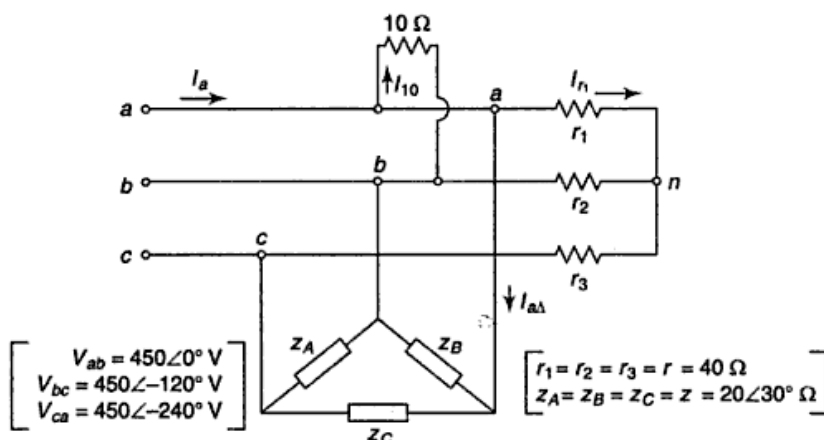 10 Ω
I_a
I_10
a
a
I_r1
r_1
b
b
r_2
n
c
c
r_3
I_aΔ
z_A
z_B
z_C
V_ab = 450∠0° V
V_bc = 450∠–120° V
V_ca = 450∠–240° V
r_1 = r_2 = r_3 = r = 40 Ω
z_A = z_B = z_C = z = 20∠30° Ω